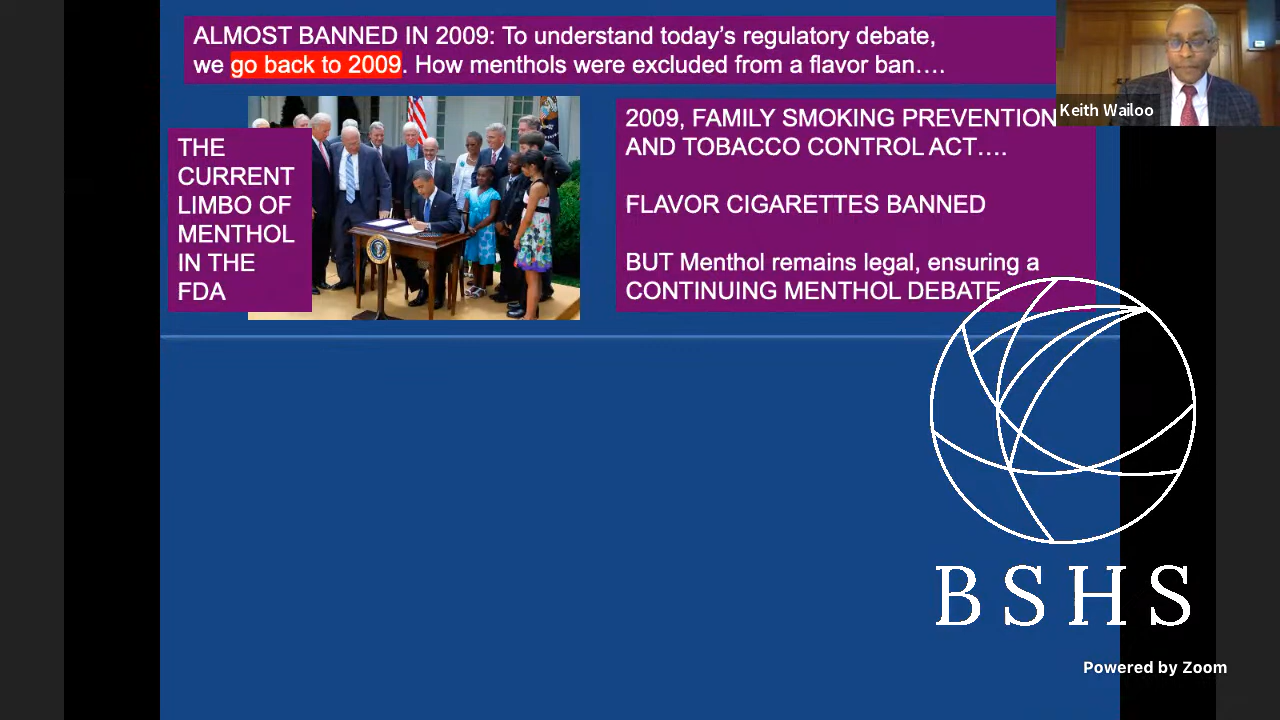 ALMOST BANNED IN 2009: To understand today’s regulatory debate,
we go back to 2009. How menthols were excluded from a flavor ban….
Keith Wailoo
THE
CURRENT
LIMBO OF
MENTHOL
IN THE
FDA
2009, FAMILY SMOKING PREVENTION
AND TOBACCO CONTROL ACT….
FLAVOR CIGARETTES BANNED
BUT Menthol remains legal, ensuring a
CONTINUING MENTHOL DEBATE
BSHS
Powered by Zoom